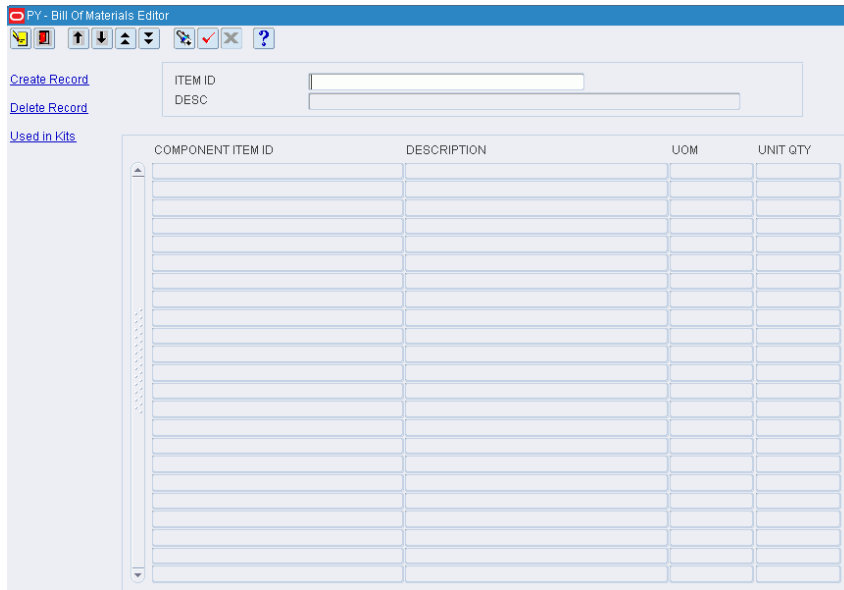 PY - Bill Of Materials Editor
?
Create Record
Delete Record
Used in Kits
ITEM ID
DESC
COMPONENT ITEM ID DESCRIPTION UOM UNIT QTY